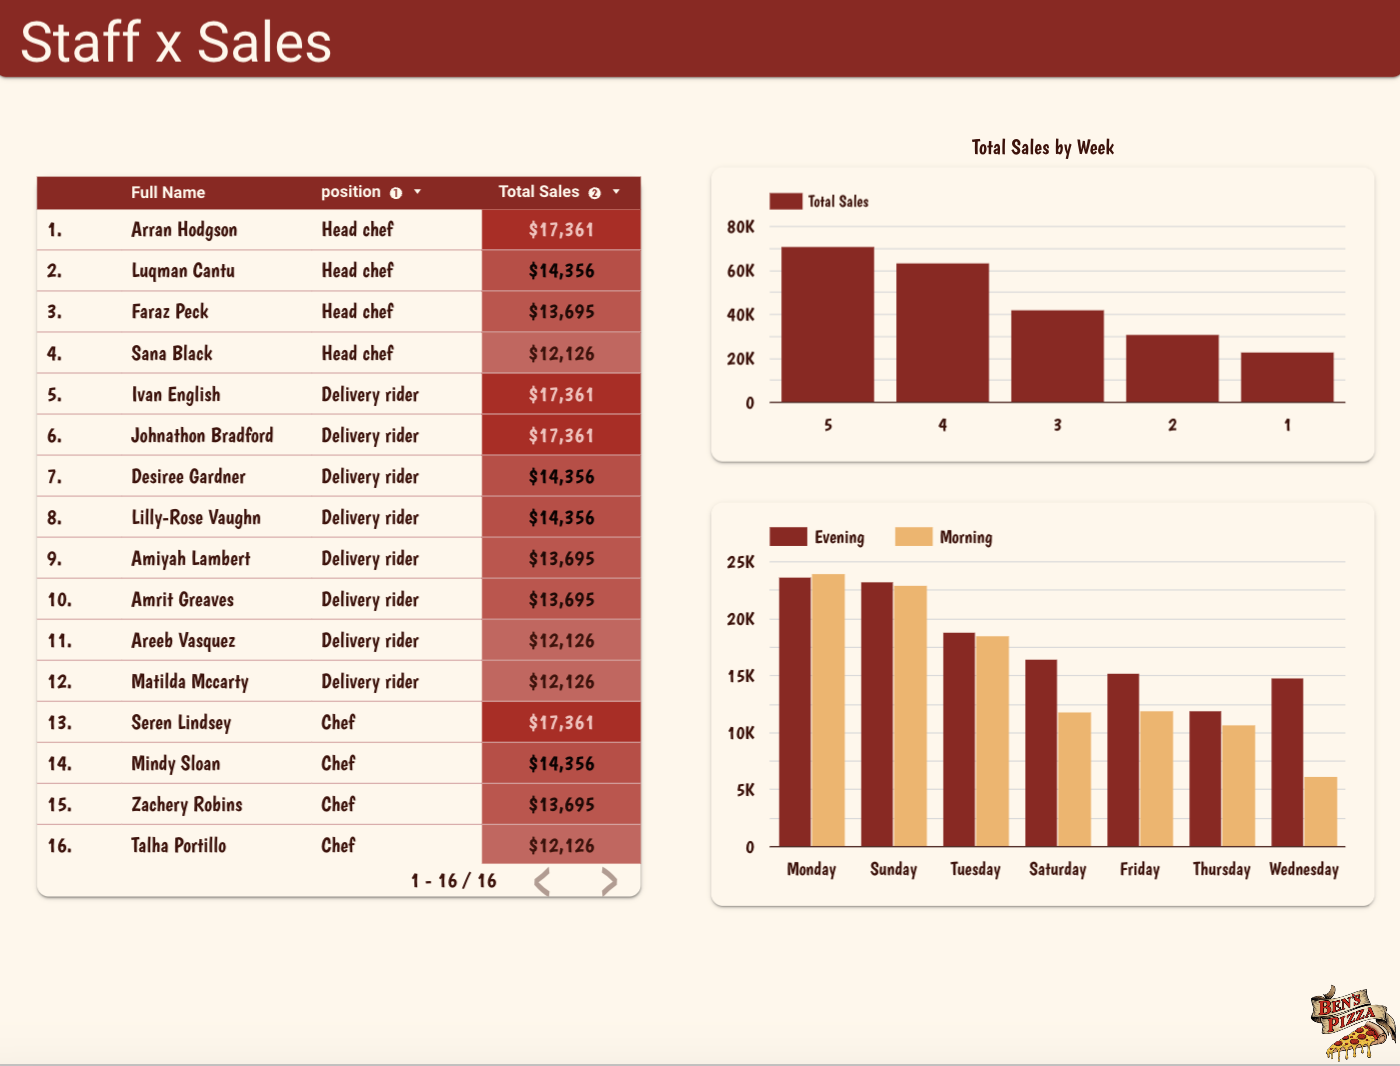 Staff x Sales
Full Name position 1 Total Sales 2
1. Arran Hodgson Head chef $17,361
2. Luqman Cantu Head chef $14,356
3. Faraz Peck Head chef $13,695
4. Sana Black Head chef $12,126
5. Ivan English Delivery rider $17,361
6. Johnathon Bradford Delivery rider $17,361
7. Desiree Gardner Delivery rider $14,356
8. Lilly-Rose Vaughn Delivery rider $14,356
9. Amiyah Lambert Delivery rider $13,695
10. Amrit Greaves Delivery rider $13,695
11. Areeb Vasquez Delivery rider $12,126
12. Matilda Mccarty Delivery rider $12,126
13. Seren Lindsey Chef $17,361
14. Mindy Sloan Chef $14,356
15. Zachery Robins Chef $13,695
16. Talha Portillo Chef $12,126
1 - 16 / 16
Total Sales by Week
Total Sales
80K
60K
40K
20K
0
5 4 3 2 1
Evening Morning
25K
20K
15K
10K
5K
0
Monday Sunday Tuesday Saturday Friday Thursday Wednesday
BEN'S
PIZZA